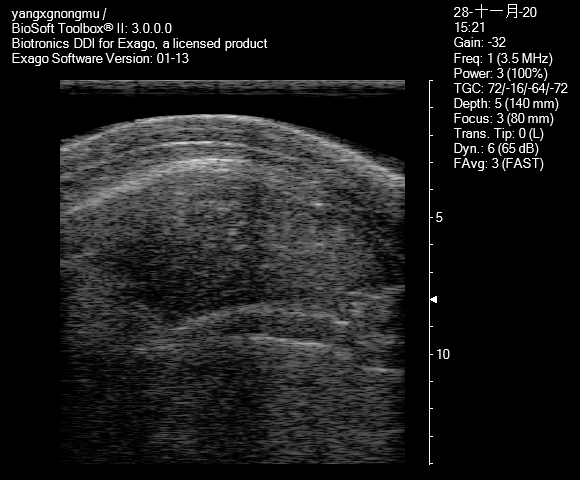 yangxgnongmu /
BioSoft Toolbox® II: 3.0.0.0
Biotronics DDI for Exago, a licensed product
Exago Software Version: 01-13
28-十一月-20
15:21
Gain: -32
Freq: 1 (3.5 MHz)
Power: 3 (100%)
TGC: 72/-16/-64/-72
Depth: 5 (140 mm)
Focus: 3 (80 mm)
Trans. Tip: 0 (L)
Dyn.: 6 (65 dB)
FAvg: 3 (FAST)
5
10